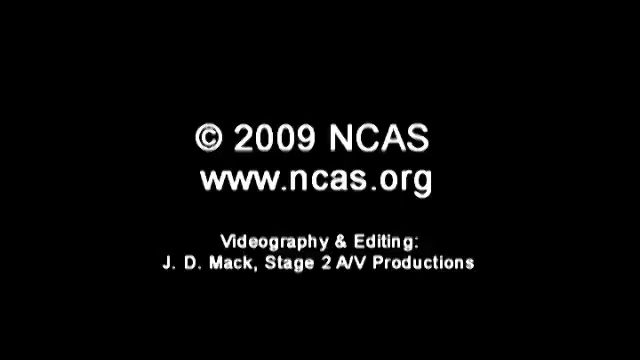 © 2009 NCAS
www.ncas.org
Videography & Editing:
J. D. Mack, Stage 2 A/V Productions